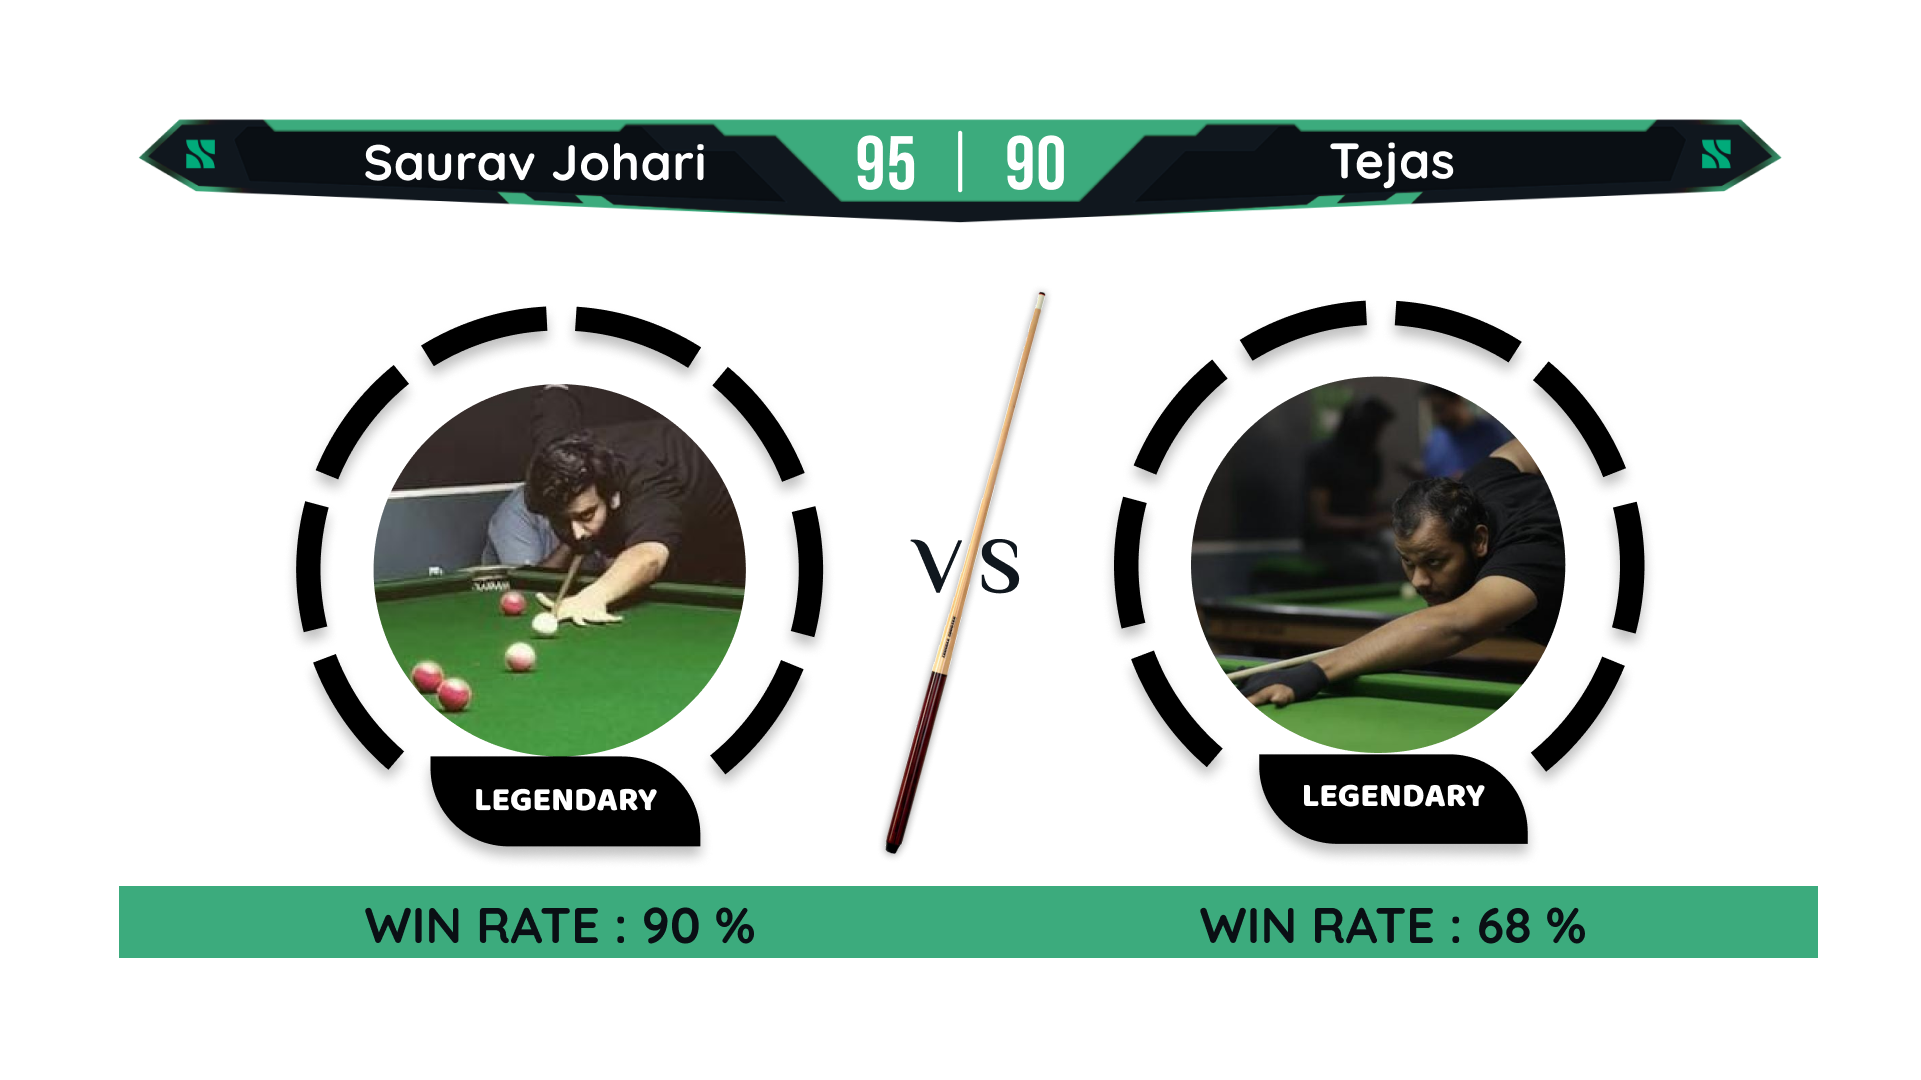 Saurav Johari
95 | 90
Tejas
VS
LEGENDARY
LEGENDARY
WIN RATE : 90 %
WIN RATE : 68 %